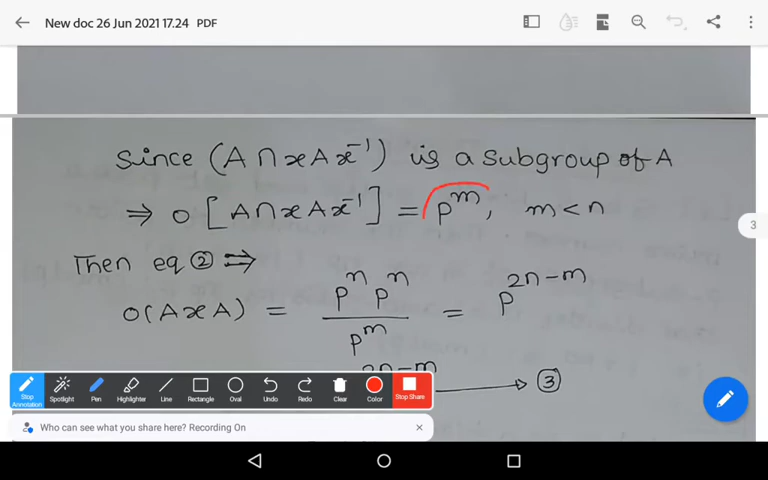 New doc 26 Jun 2021 17.24 PDF
Since (A∩xAx⁻¹) is a subgroup of A
⇒ o [A∩xAx⁻¹] = pᵐ, m < n
3
Then eq ② ⇒
o(AxA) = pⁿ pⁿ / pᵐ = p²ⁿ⁻ᵐ
2n-m → ③
Stop Annotation Spotlight Pen Highlighter Line Rectangle Oval Undo Redo Clear Color Stop Share
Who can see what you share here? Recording On